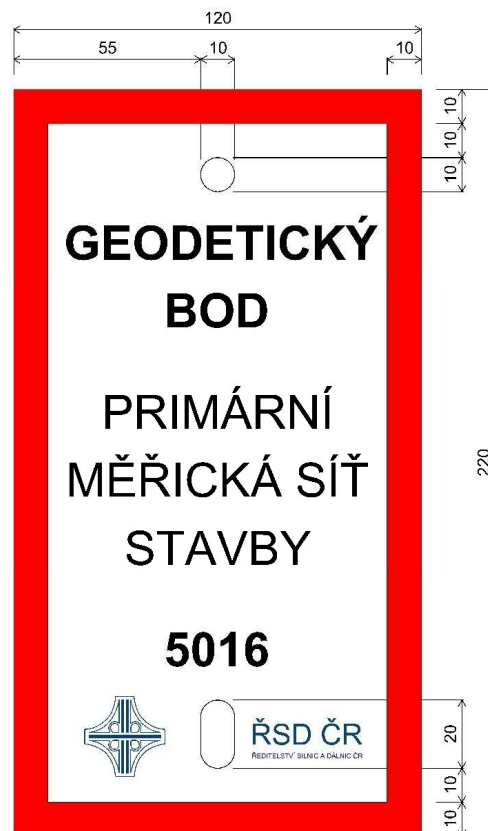 120
55
10
10
10
10
10
GEODETICKÝ
BOD
PRIMÁRNÍ
MĚŘICKÁ SÍŤ
STAVBY
220
5016
ŘSD ČR
ŘEDITELSTVÍ SILNIC A DÁLNIC ČR
20
10
10